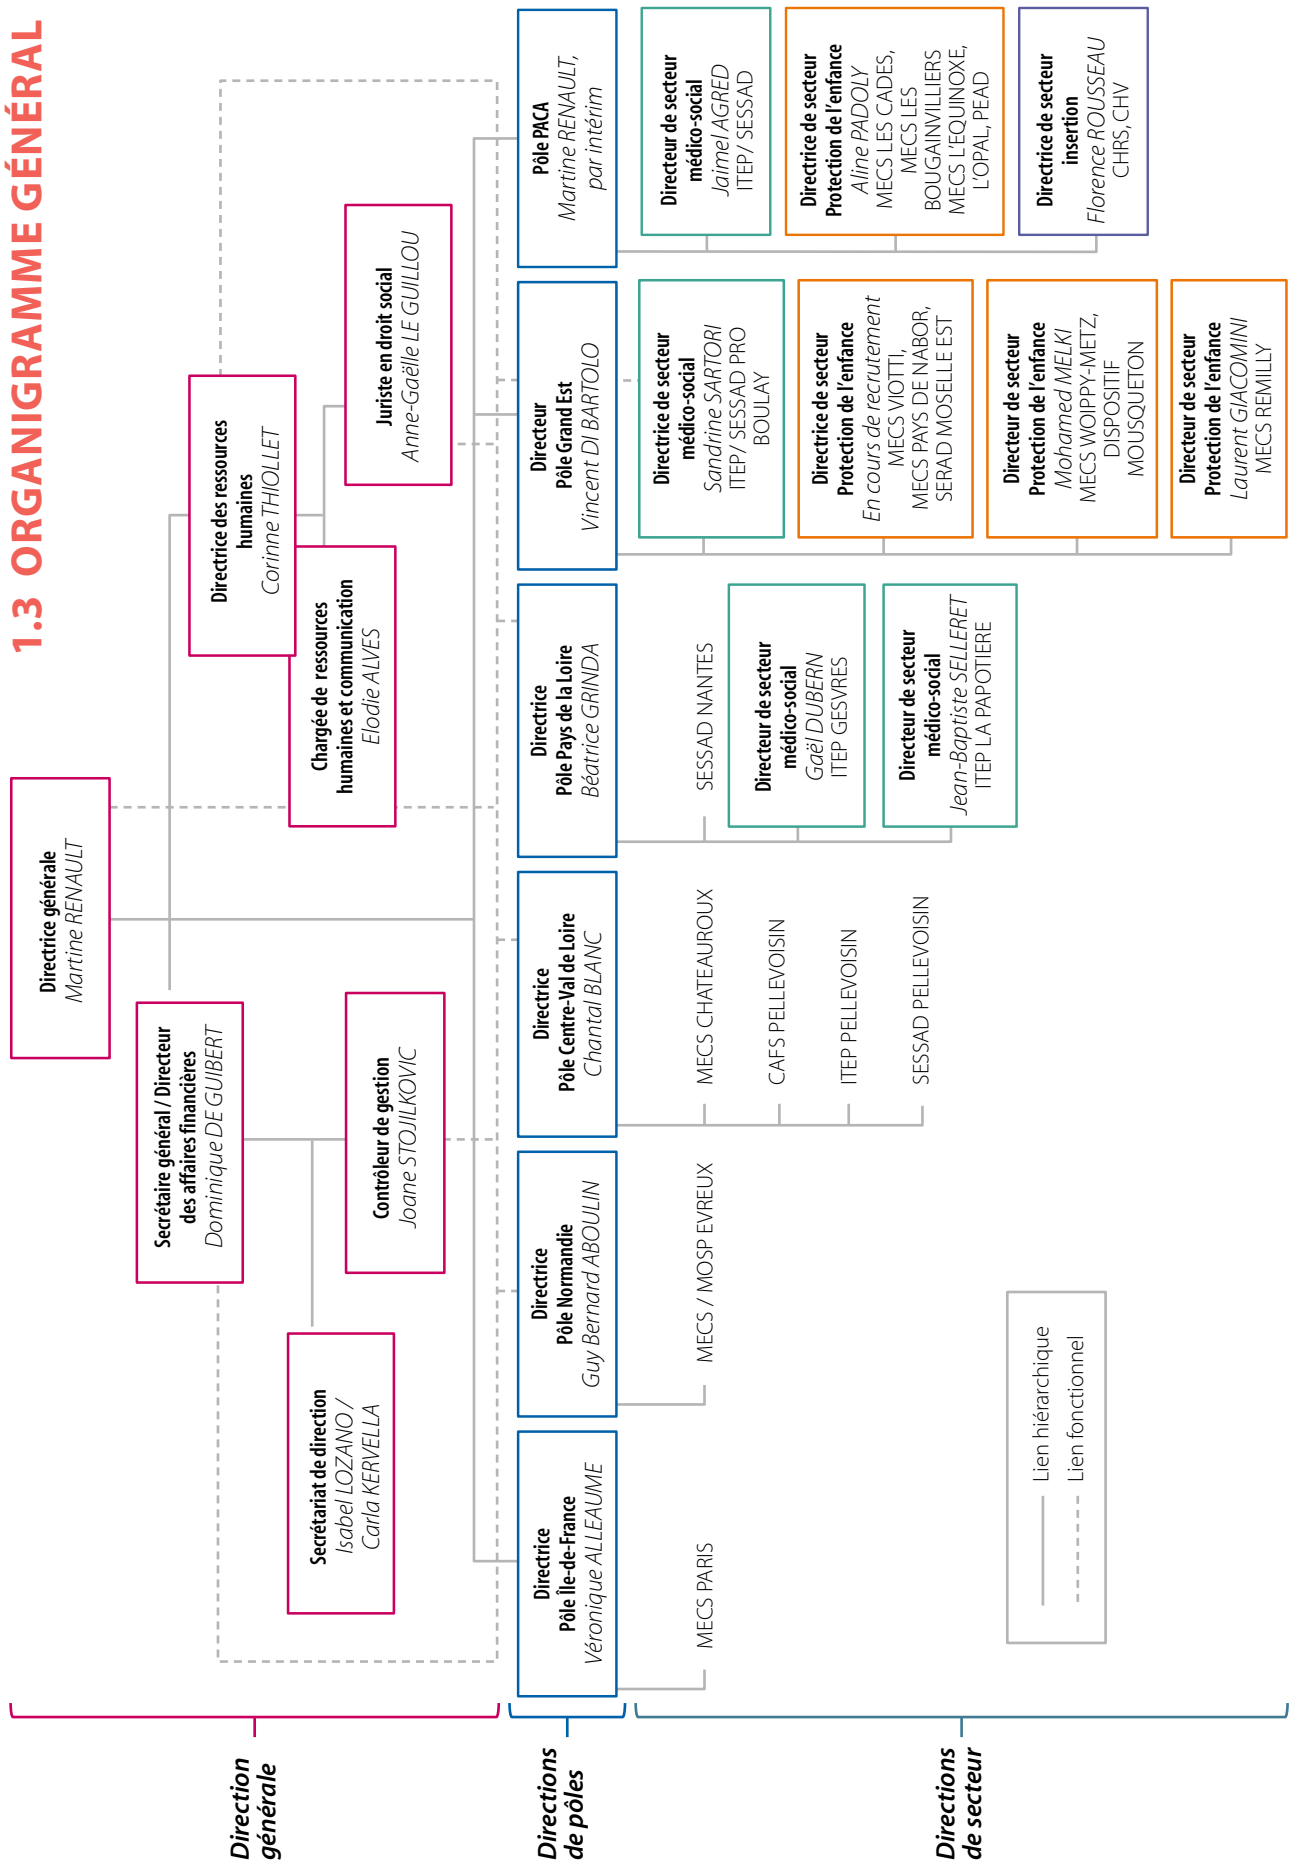 1.3 ORGANIGRAMME GÉNÉRAL
Direction
générale
Directrice générale
Martine RENAULT
Secrétaire général / Directeur
des affaires financières
Dominique DE GUIBERT
Directrice des ressources
humaines
Corinne THIOLLET
Secrétariat de direction
Isabel LOZANO /
Carla KERVELLA
Contrôleur de gestion
Joane STOJILKOVIC
Chargée de ressources
humaines et communication
Elodie ALVES
Juriste en droit social
Anne-Gaëlle LE GUILLOU
Directions
de pôles
Directrice
Pôle Île-de-France
Véronique ALLEAUME
Directrice
Pôle Normandie
Guy Bernard ABOULIN
Directrice
Pôle Centre-Val de Loire
Chantal BLANC
Directrice
Pôle Pays de la Loire
Béatrice GRINDA
Directeur
Pôle Grand Est
Vincent DI BARTOLO
Pôle PACA
Martine RENAULT,
par intérim
Directions
de secteur
MECS PARIS
MECS / MOSP EVREUX
MECS CHATEAUROUX
CAFS PELLEVOISIN
ITEP PELLEVOISIN
SESSAD PELLEVOISIN
SESSAD NANTES
Directeur de secteur
médico-social
Gaël DUBERN
ITEP GESVRES
Directeur de secteur
médico-social
Jean-Baptiste SELLERET
ITEP LA PAPOTIERE
Directrice de secteur
médico-social
Sandrine SARTORI
ITEP/ SESSAD PRO
BOULAY
Directrice de secteur
Protection de l'enfance
En cours de recrutement
MECS VIOTTI,
MECS PAYS DE NABOR,
SERAD MOSELLE EST
Directeur de secteur
Protection de l'enfance
Mohamed MELKI
MECS WOIPPY-METZ,
DISPOSITIF
MOUSQUETON
Directeur de secteur
Protection de l'enfance
Laurent GIACOMINI
MECS REMILLY
Directeur de secteur
médico-social
Jaimel AGRED
ITEP/ SESSAD
Directrice de secteur
Protection de l'enfance
Aline PADOLY
MECS LES CADES,
MECS LES
BOUGAINVILLIERS
MECS L'EQUINOXE,
L'OPAL, PEAD
Directrice de secteur
insertion
Florence ROUSSEAU
CHRS, CHV
Lien hiérarchique
Lien fonctionnel